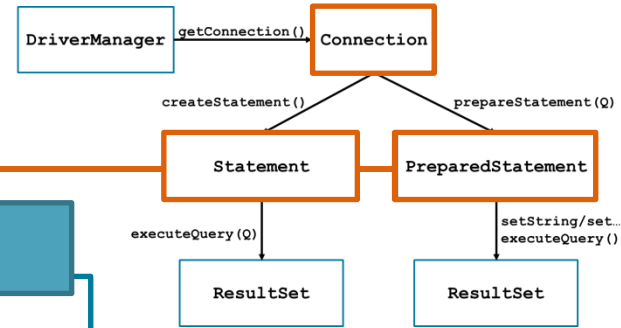 DriverManager
getConnection()
Connection
createStatement()
prepareStatement(Q)
Statement
PreparedStatement
executeQuery(Q)
setString/set…
executeQuery()
ResultSet
ResultSet